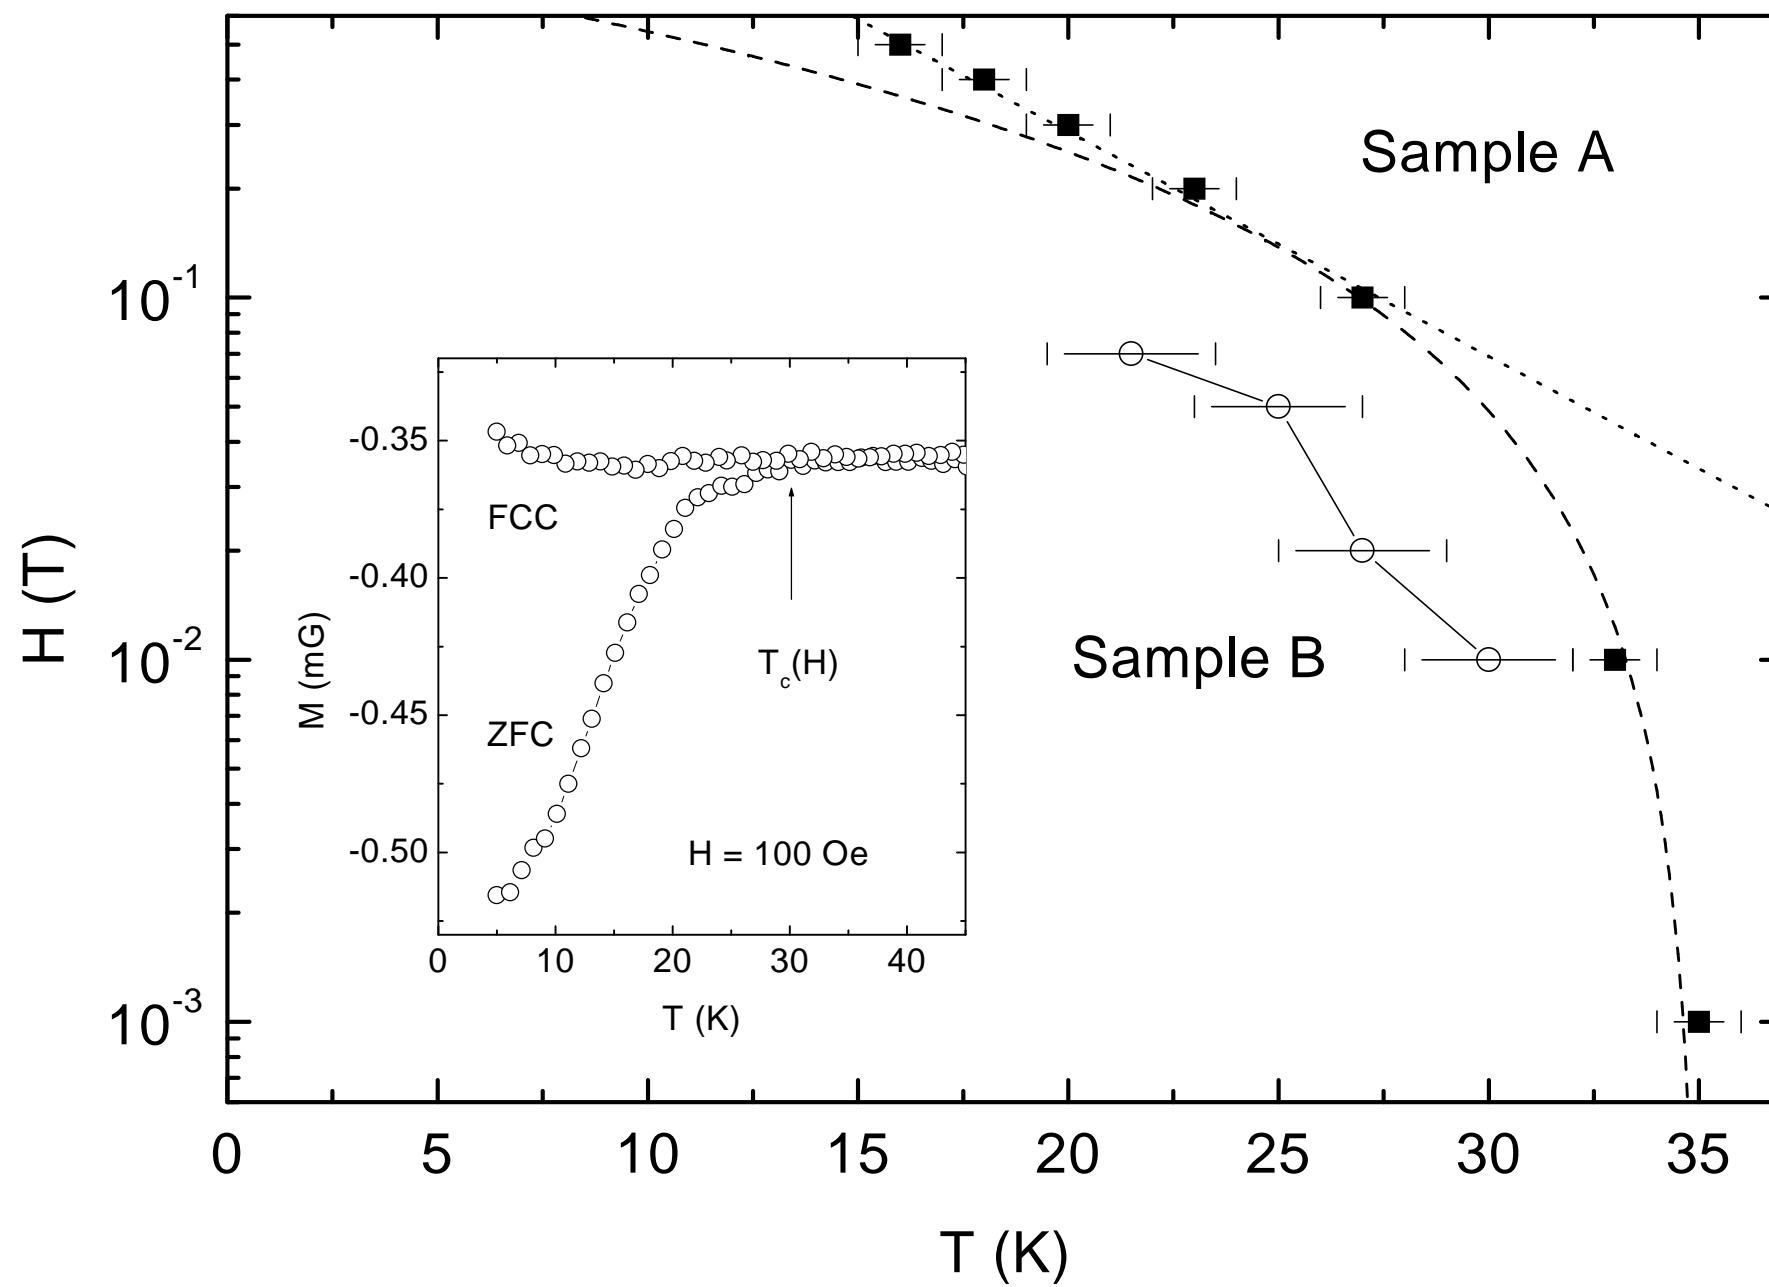 Sample A
10^-1
-0.35
FCC
H (T)
-0.40
M (mG)
10^-2
T_c(H)
Sample B
-0.45
ZFC
-0.50
H = 100 Oe
0 10 20 30 40
T (K)
10^-3
0 5 10 15 20 25 30 35
T (K)